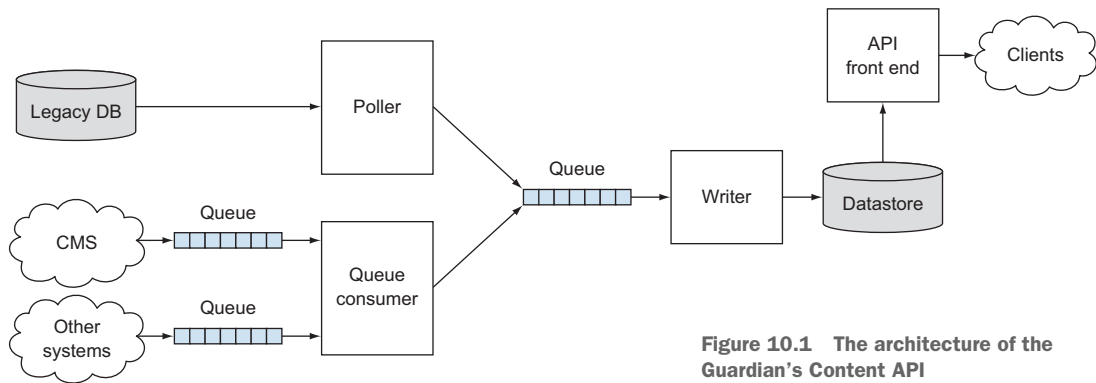 API
front end
Clients
Legacy DB
Poller
Queue
Writer
Datastore
Queue
CMS
Queue
consumer
Queue
Other
systems
Figure 10.1 The architecture of the
Guardian's Content API